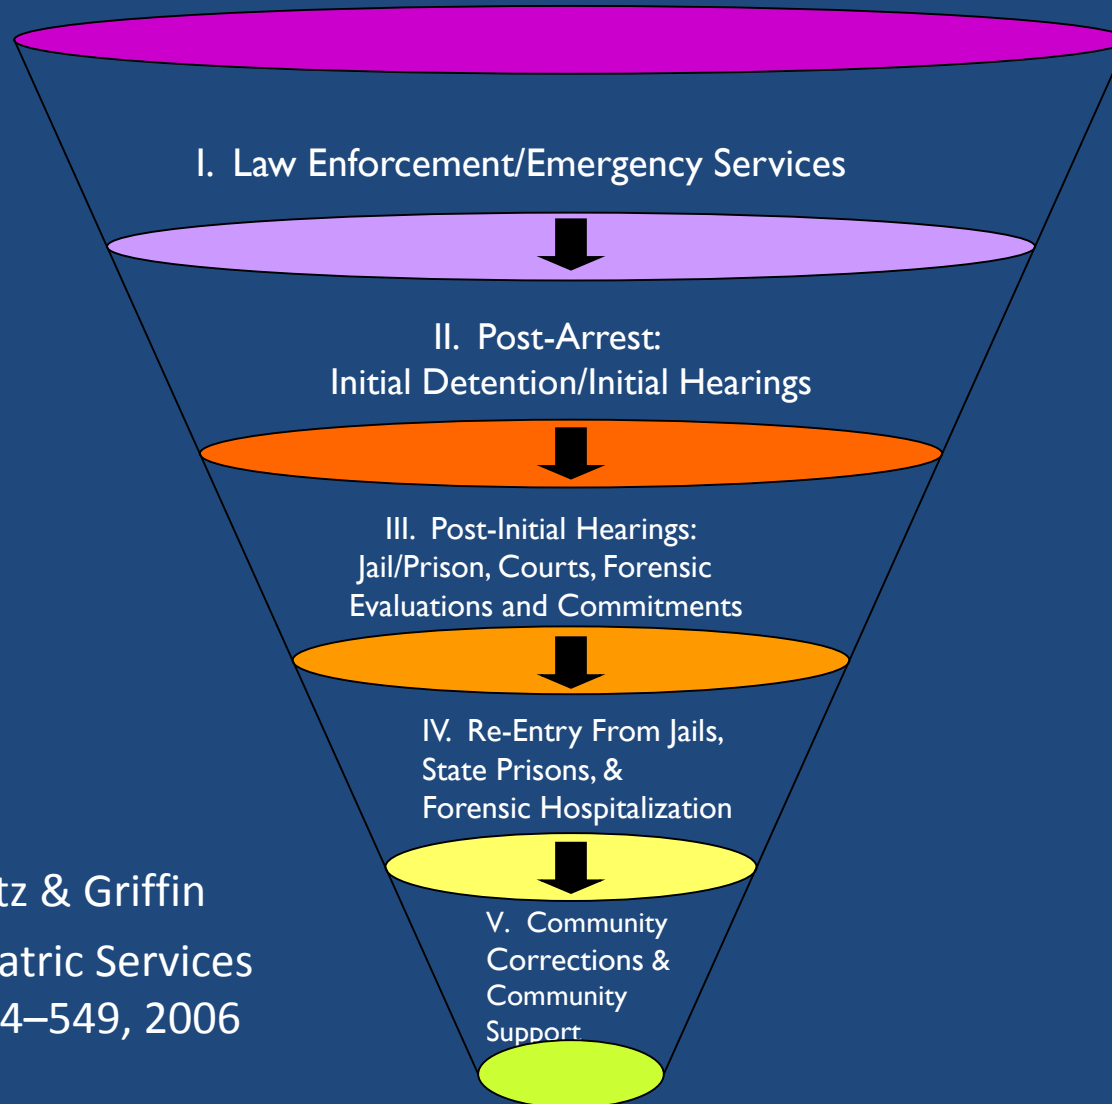 I. Law Enforcement/Emergency Services
II. Post-Arrest:
Initial Detention/Initial Hearings
III. Post-Initial Hearings:
Jail/Prison, Courts, Forensic
Evaluations and Commitments
IV. Re-Entry From Jails,
State Prisons, &
Forensic Hospitalization
V. Community
Corrections &
Community
Support
tz & Griffin
atric Services
4–549, 2006